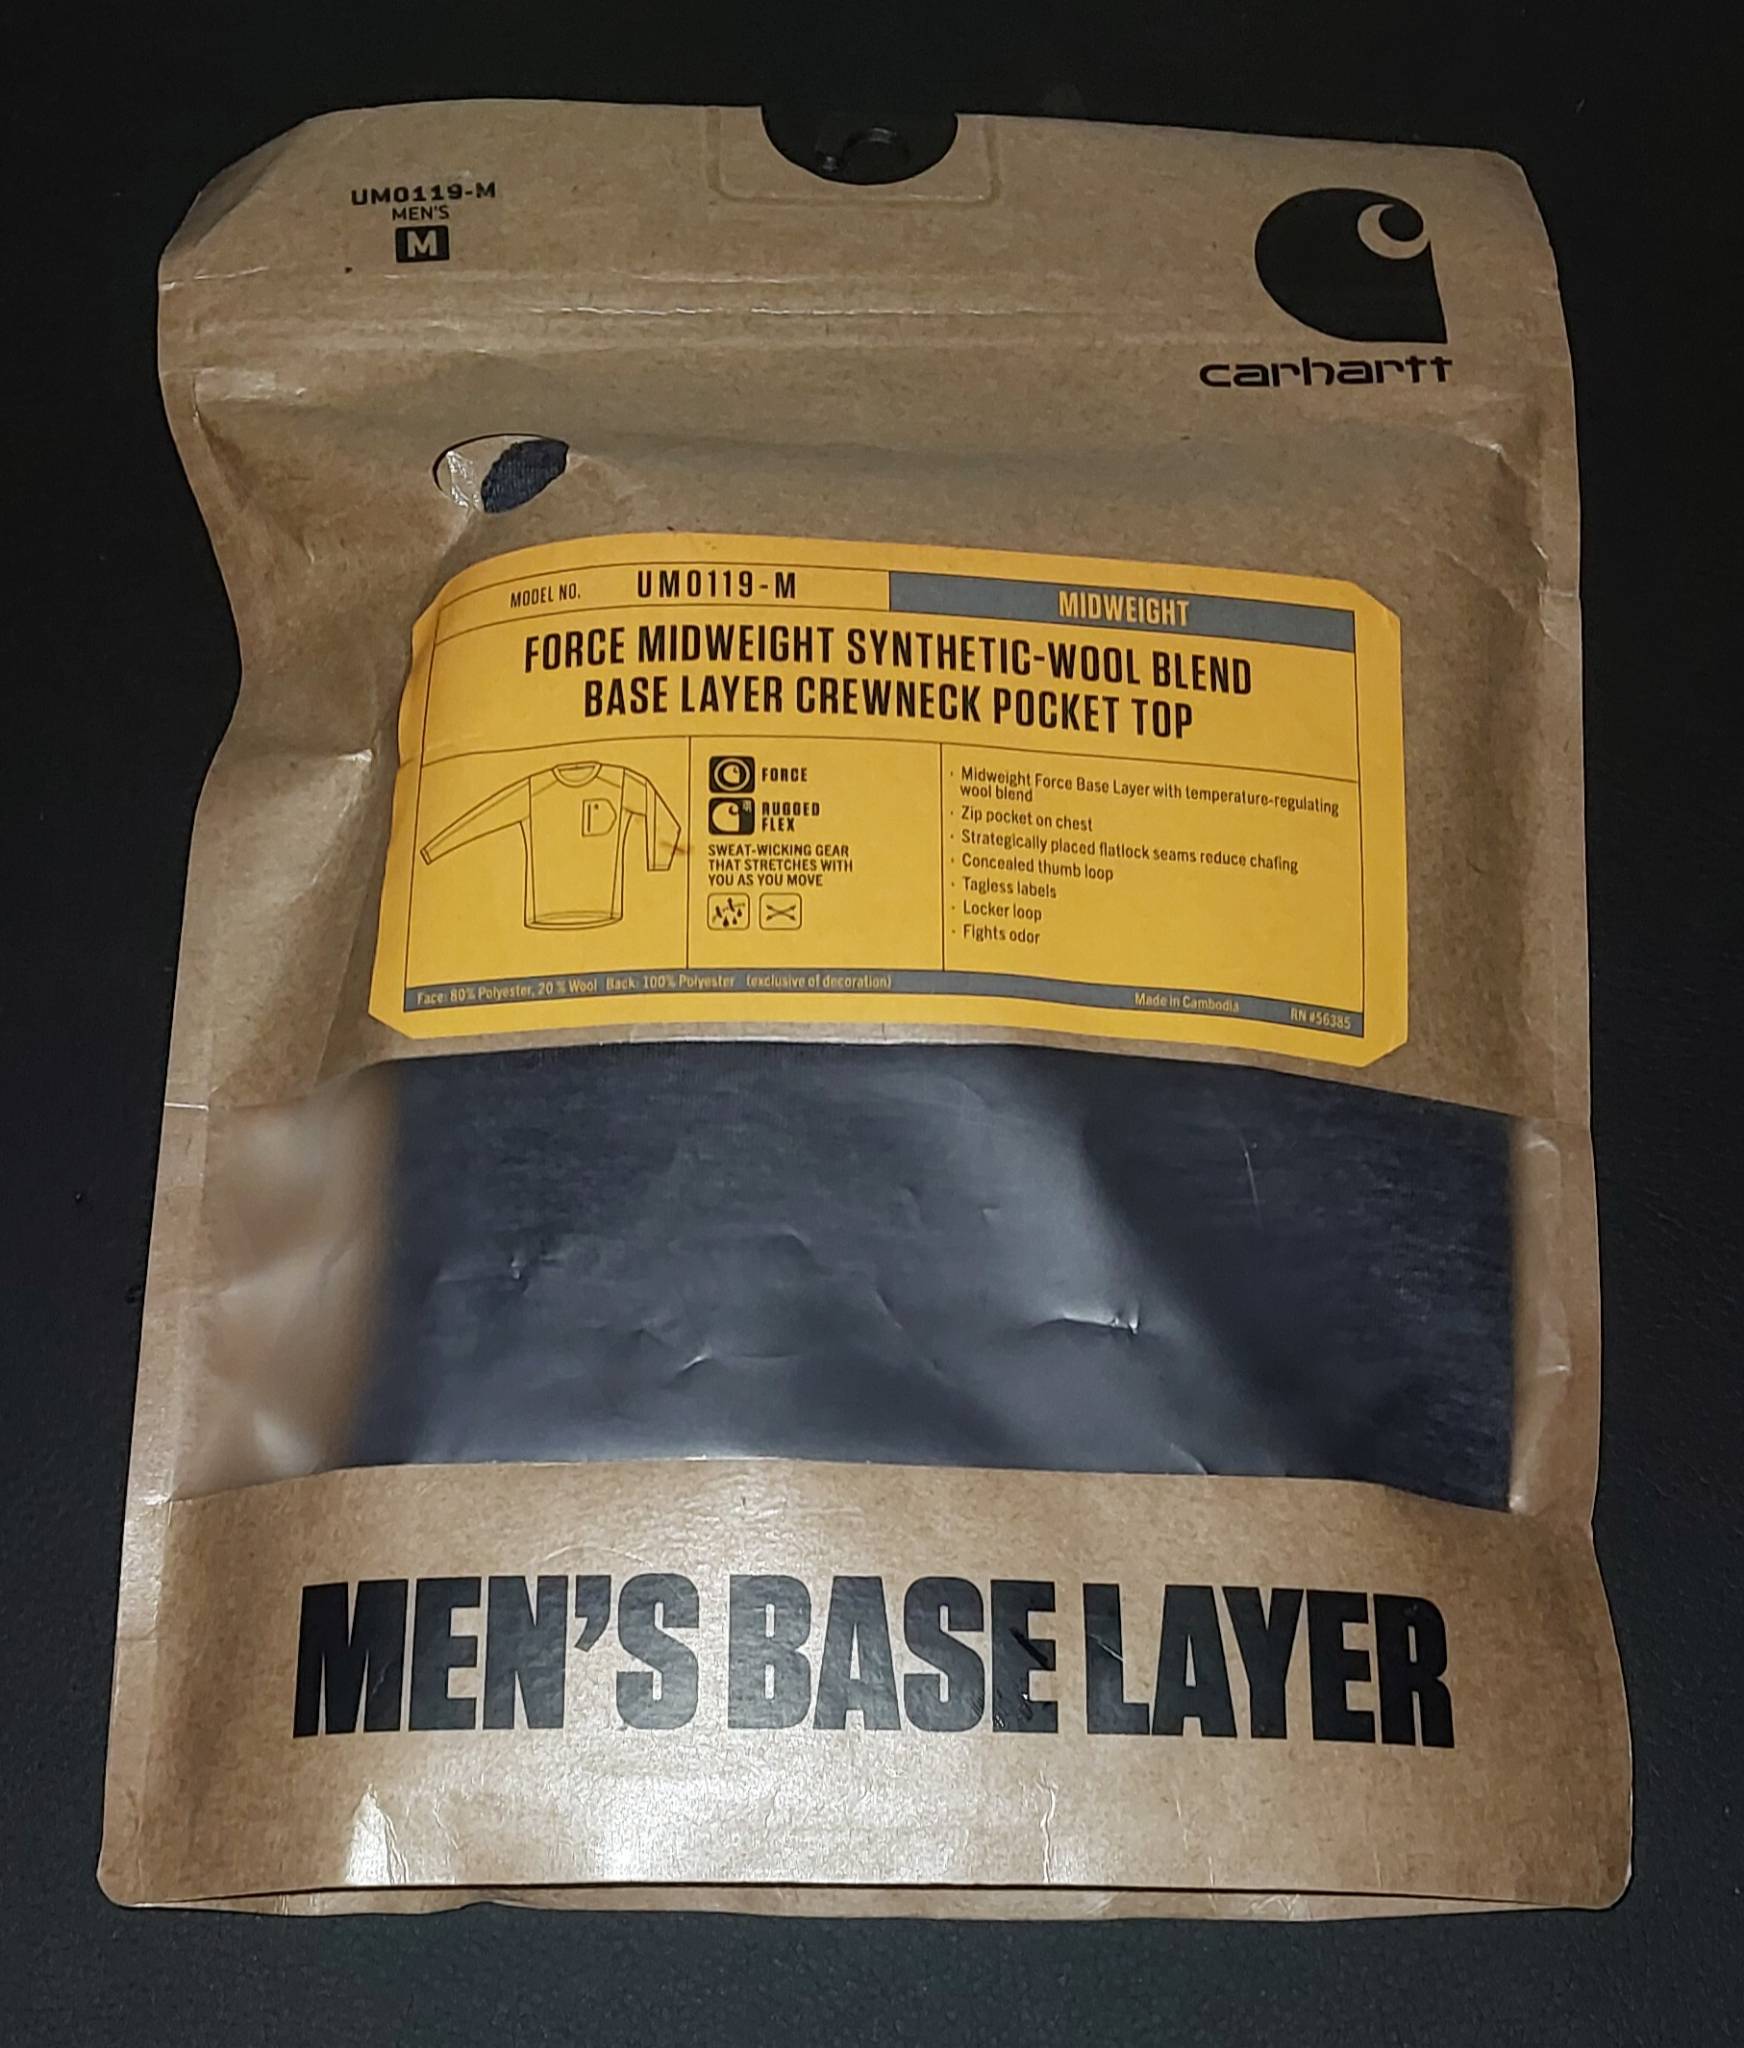 UM0119-M
MEN'S
M
carhartt
MODEL NO. UM0119-M
MIDWEIGHT
FORCE MIDWEIGHT SYNTHETIC-WOOL BLEND
BASE LAYER CREWNECK POCKET TOP
FORCE
RUGGED
FLEX
SWEAT-WICKING GEAR
THAT STRETCHES WITH
YOU AS YOU MOVE
· Midweight Force Base Layer with temperature-regulating
wool blend
· Zip pocket on chest
· Strategically placed flatlock seams reduce chafing
· Concealed thumb loop
· Tagless labels
· Locker loop
· Fights odor
Face: 80% Polyester, 20% Wool Back: 100% Polyester (exclusive of decoration) Made in Cambodia RN #56385
MEN'S BASE LAYER